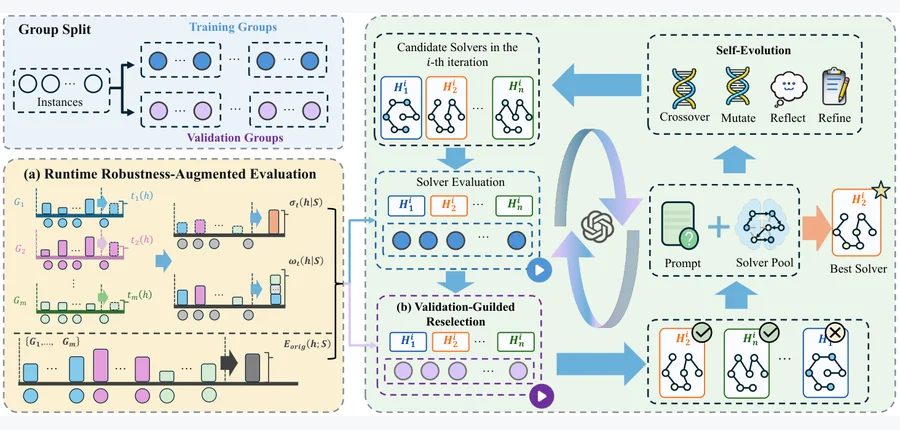 Group Split
Training Groups
Instances
Validation Groups
(a) Runtime Robustness-Augmented Evaluation
G₁ t₁(h)
G₂ t₂(h)
Gₘ tₘ(h)
σₜ(h|S)
ωₜ(h|S)
{G₁,..., Gₘ}
E_orig(h; S)
Candidate Solvers in the
i-th iteration
H₁ⁱ H₂ⁱ ... Hₙⁱ
Solver Evaluation
H₁ⁱ H₂ⁱ ... Hₙⁱ
(b) Validation-Guilded
Reselection
H₁ⁱ H₂ⁱ ... Hₙⁱ
Self-Evolution
Crossover Mutate Reflect Refine
Prompt
Solver Pool
H₂ⁱ
Best Solver
H₂ⁱ Hₙⁱ ...